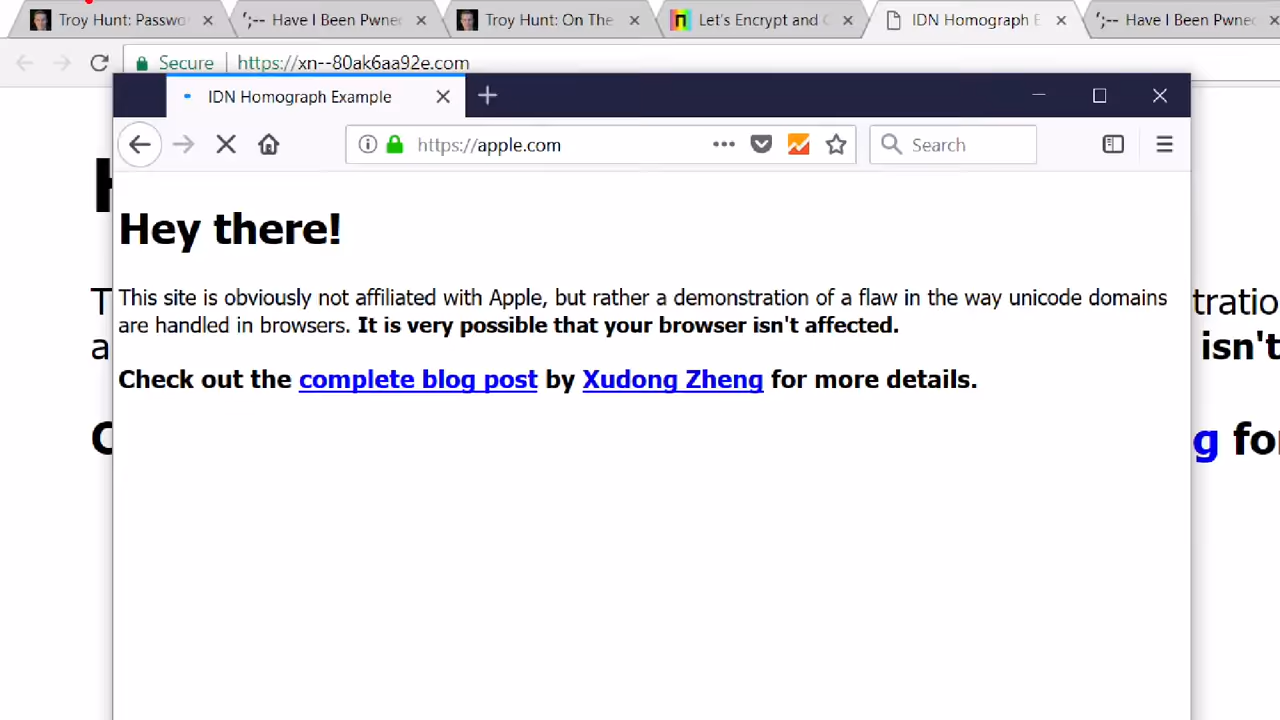 Troy Hunt: Passwo
';-- Have I Been Pwned
Troy Hunt: On The
Let's Encrypt and
IDN Homograph E
';-- Have I Been Pwned
Secure https://xn--80ak6aa92e.com
IDN Homograph Example
https://apple.com
Search
Hey there!
This site is obviously not affiliated with Apple, but rather a demonstration of a flaw in the way unicode domains
are handled in browsers. It is very possible that your browser isn't affected.
Check out the complete blog post by Xudong Zheng for more details.
tratio
isn't
g for